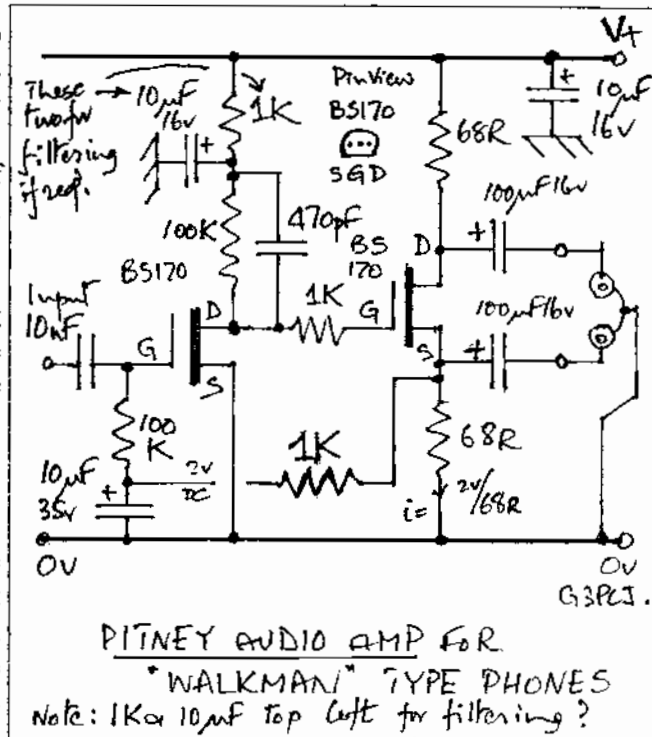 V+
These
two for
filtering
if req.
10µF
16v
+
1K
Pin View
BS170
SGD
68R
+
10µF
16v
100K
470pF
100µF16v
+
D
BS
170
BS170
Input
10nF
G
D
S
1K
G
S
100µF16v
+
100
K
10µF
35v
+
2v
DC
1K
68R
i=
2v/68R
0v
0v
G3PCJ.
PITNEY AUDIO AMP FOR
"WALKMAN" TYPE PHONES
Note: 1K & 10µF top left for filtering?